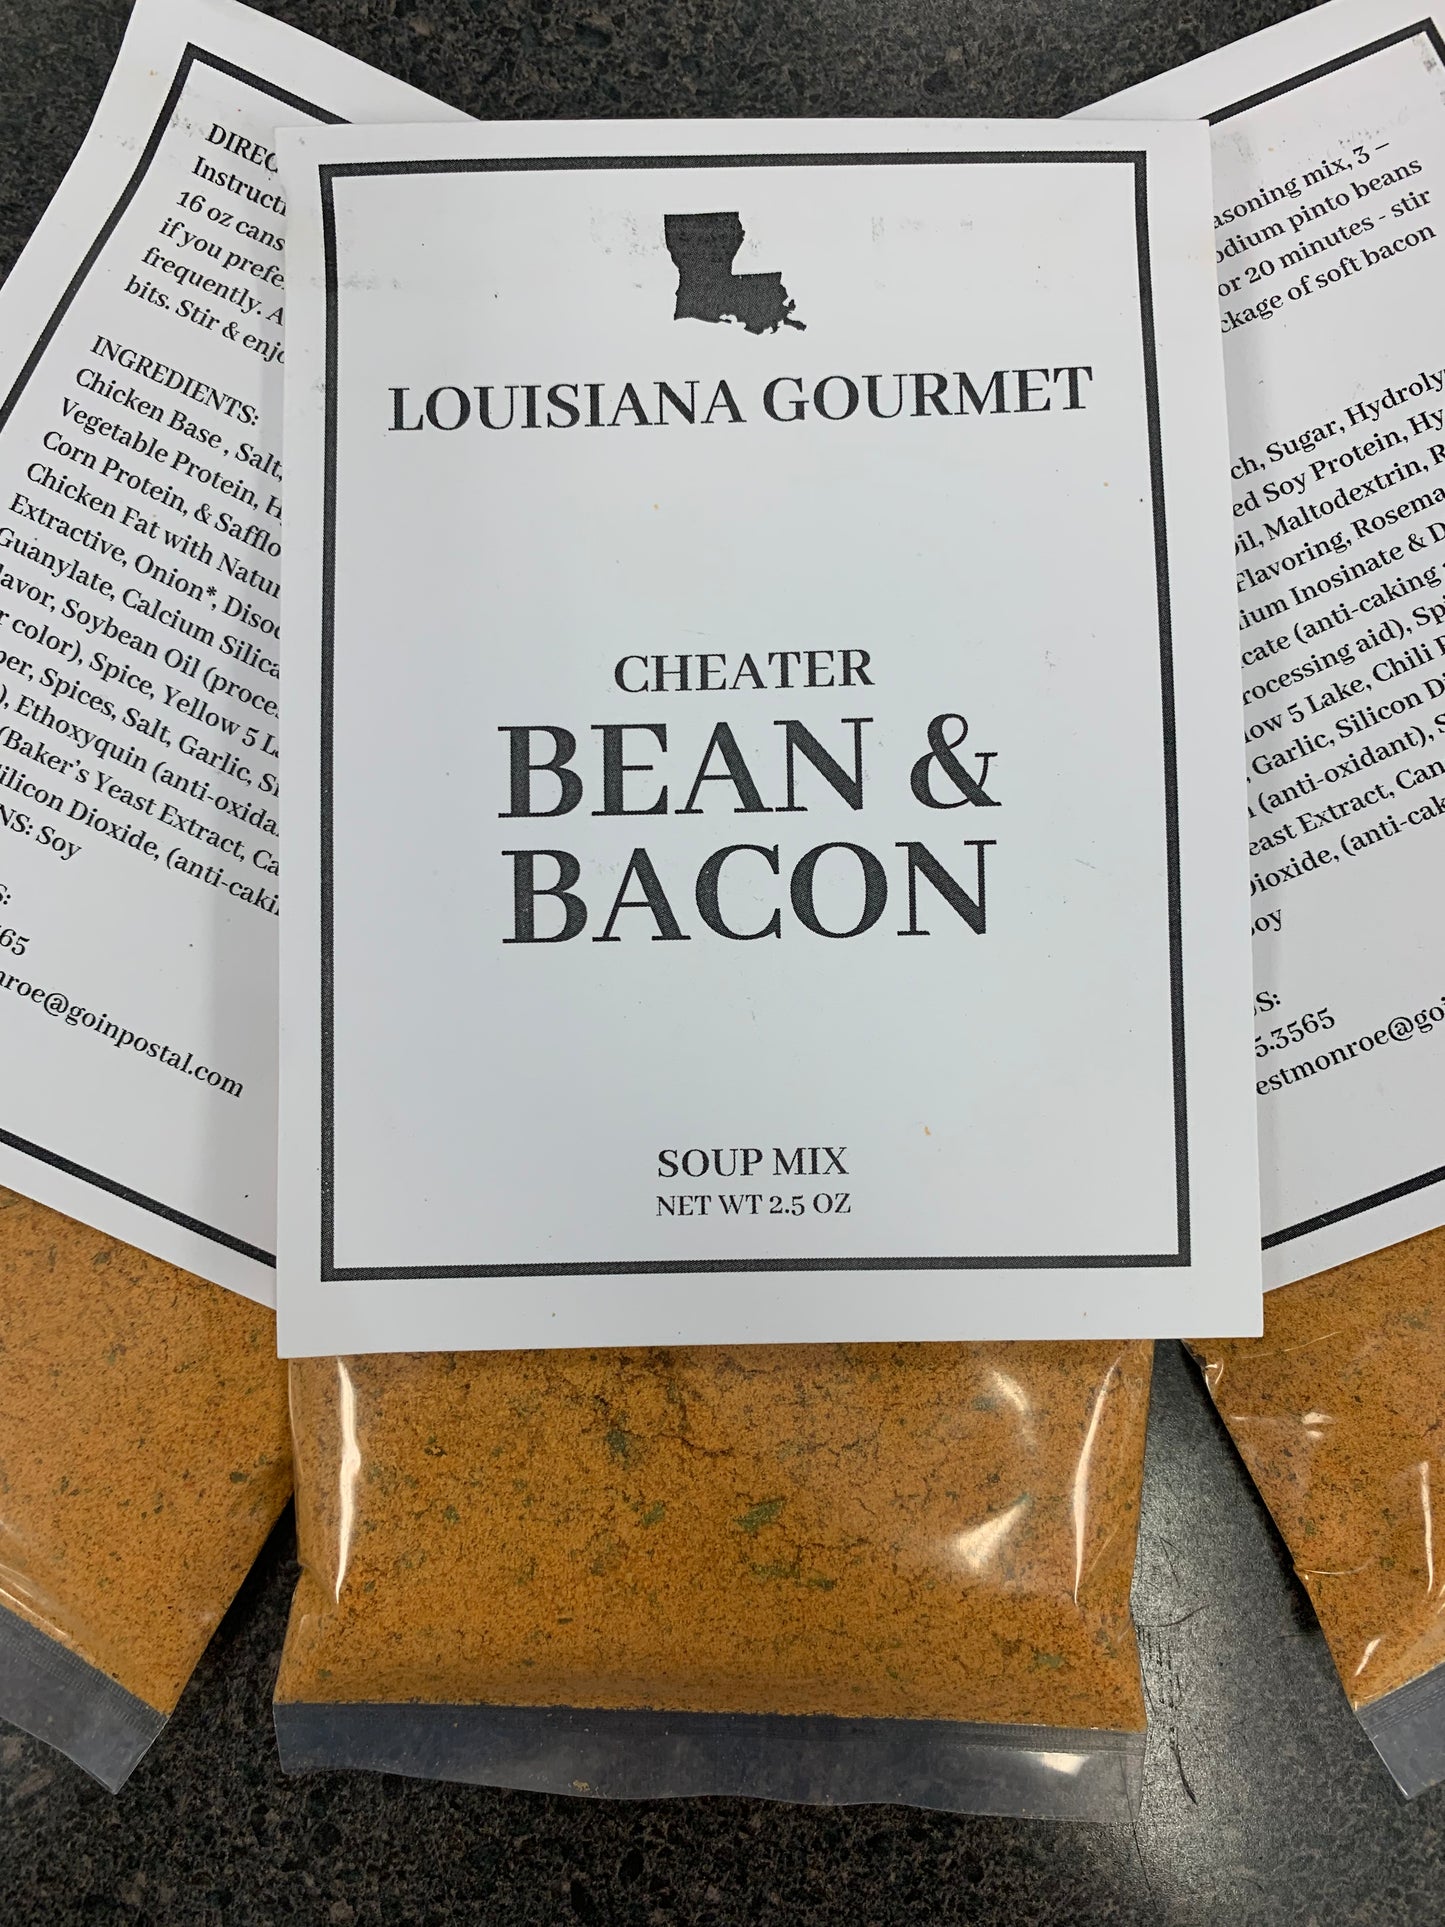 Instructi
16 oz cans
if you prefe
frequently. A
bits. Stir & enjo
INGREDIENTS:
Chicken Base , Salt,
Vegetable Protein, H
Corn Protein, & Safflo
Chicken Fat with Natur
Extractive, Onion*, Disod
Guanylate, Calcium Silica
lavor, Soybean Oil (proce
r color), Spice, Yellow 5 L
per, Spices, Salt, Garlic, Si
), Ethoxyquin (anti-oxida
(Baker's Yeast Extract, Ca
ilicon Dioxide, (anti-caki
NS: Soy
S:
65
nroe@goinpostal.com
LOUISIANA GOURMET
CHEATER
BEAN &
BACON
SOUP MIX
NET WT 2.5 OZ
asoning mix, 3 –
odium pinto beans
or 20 minutes - stir
ckage of soft bacon
ch, Sugar, Hydroly
ed Soy Protein, Hy
Oil, Maltodextrin, R
Flavoring, Rosema
ium Inosinate & D
cate (anti-caking
rocessing aid), Spi
low 5 Lake, Chili P
, Garlic, Silicon Di
(anti-oxidant), S
east Extract, Can
Dioxide, (anti-cak
Soy
S:
5.3565
estmonroe@goi